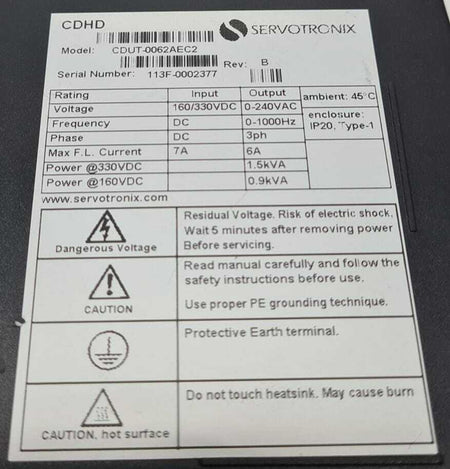 CDHD
SERVOTRONIX
Model: CDUT-0062AEC2
Rev: B
Serial Number: 113F-0002377
Rating Input Output ambient: 45°C
Voltage 160/330VDC 0-240VAC enclosure:
Frequency DC 0-1000Hz IP20, Type-1
Phase DC 3ph
Max F.L. Current 7A 6A
Power @330VDC 1.5kVA
Power @160VDC 0.9kVA
www.servotronix.com
Dangerous Voltage
Residual Voltage. Risk of electric shock.
Wait 5 minutes after removing power
Before servicing.
CAUTION
Read manual carefully and follow the
safety instructions before use.
Use proper PE grounding technique.
Protective Earth terminal.
CAUTION, hot surface
Do not touch heatsink. May cause burn